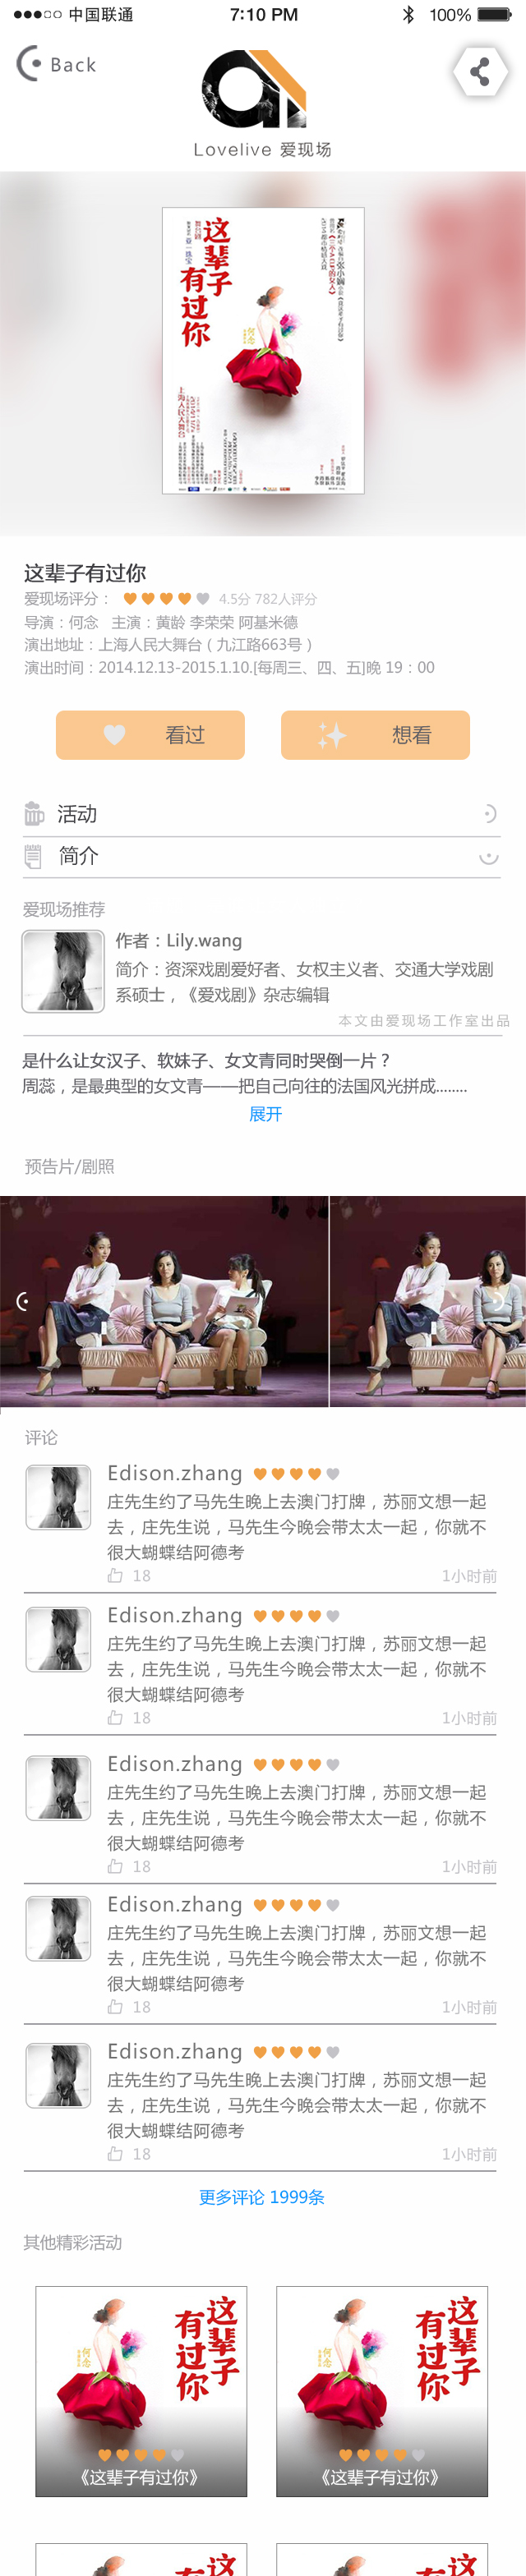 中国联通 7:10 PM 100%
Back
Lovelive 爱现场
这辈子
有过你
何念
上海人民大舞台
这辈子有过你
爱现场评分： 4.5分 782人评分
导演：何念 主演：黄龄 李荣荣 阿基米德
演出地址：上海人民大舞台（九江路663号）
演出时间：2014.12.13-2015.1.10.[每周三、四、五]晚 19：00
看过 想看
活动
简介
爱现场推荐
作者：Lily.wang
简介：资深戏剧爱好者、女权主义者、交通大学戏剧
系硕士，《爱戏剧》杂志编辑
本文由爱现场工作室出品
是什么让女汉子、软妹子、女文青同时哭倒一片？
周蕊，是最典型的女文青——把自己向往的法国风光拼成........
展开
预告片/剧照
评论
Edison.zhang
庄先生约了马先生晚上去澳门打牌，苏丽文想一起
去，庄先生说，马先生今晚会带太太一起，你就不
很大蝴蝶结阿德考
18 1小时前
Edison.zhang
庄先生约了马先生晚上去澳门打牌，苏丽文想一起
去，庄先生说，马先生今晚会带太太一起，你就不
很大蝴蝶结阿德考
18 1小时前
Edison.zhang
庄先生约了马先生晚上去澳门打牌，苏丽文想一起
去，庄先生说，马先生今晚会带太太一起，你就不
很大蝴蝶结阿德考
18 1小时前
Edison.zhang
庄先生约了马先生晚上去澳门打牌，苏丽文想一起
去，庄先生说，马先生今晚会带太太一起，你就不
很大蝴蝶结阿德考
18 1小时前
Edison.zhang
庄先生约了马先生晚上去澳门打牌，苏丽文想一起
去，庄先生说，马先生今晚会带太太一起，你就不
很大蝴蝶结阿德考
18 1小时前
更多评论 1999条
其他精彩活动
这辈子
有过你
何念
《这辈子有过你》
这辈子
有过你
何念
《这辈子有过你》